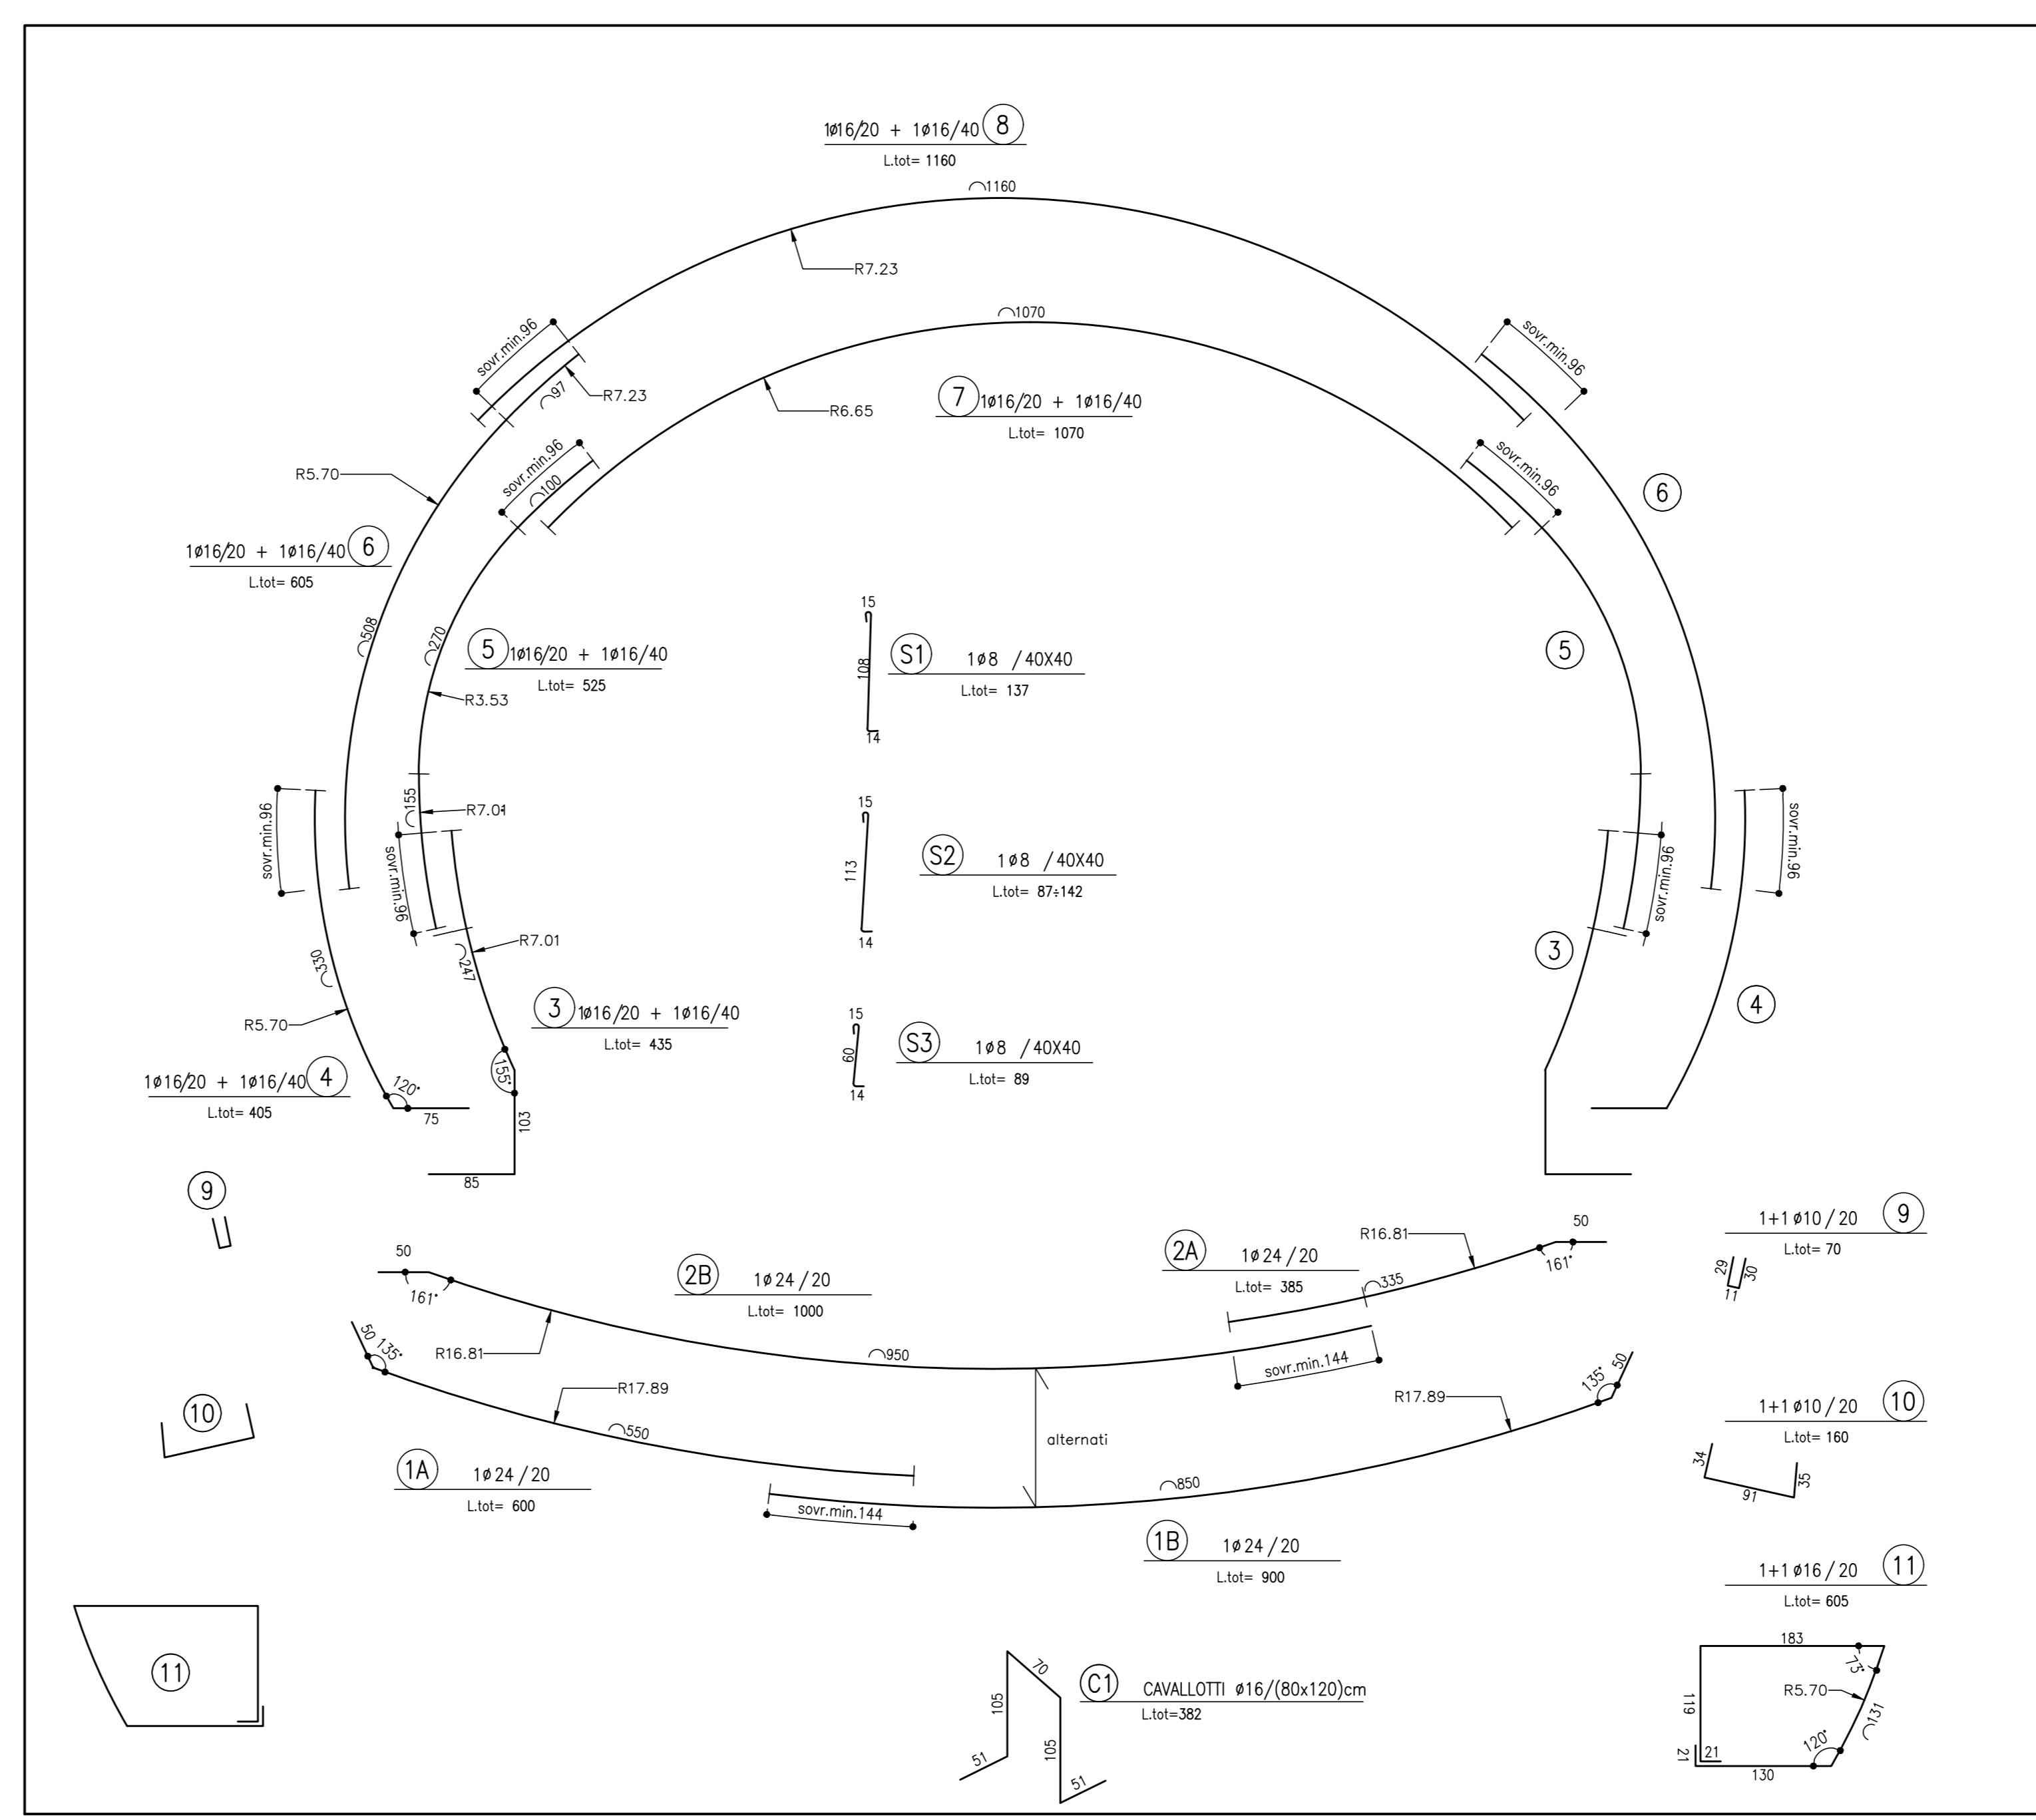 1ø16/20 + 1ø16/40 8
L.tot= 1160
1160
R7.23
sovr.min.96
97
R7.23
1070
7 1ø16/20 + 1ø16/40
L.tot= 1070
R6.65
sovr.min.96
sovr.min.96
100
sovr.min.96
R5.70
6
1ø16/20 + 1ø16/40 6
L.tot= 605
508
270
5 1ø16/20 + 1ø16/40
L.tot= 525
R3.53
15
108
14
S1 1ø8 /40X40
L.tot= 137
5
155
R7.01
sovr.min.96
sovr.min.96
15
113
14
S2 1ø8 /40X40
L.tot= 87÷142
sovr.min.96
sovr.min.96
R7.01
247
330
3
4
3 1ø16/20 + 1ø16/40
L.tot= 435
R5.70
15
60
14
S3 1ø8 /40X40
L.tot= 89
1ø16/20 + 1ø16/40 4
L.tot= 405
120°
75
155°
103
85
9
50
161°
2B 1ø24/20
L.tot= 1000
R16.81
950
2A 1ø24/20
L.tot= 385
R16.81
335
50
161°
sovr.min.144
1+1ø10/20 9
L.tot= 70
29
30
11
50
135°
R17.89
550
alternati
R17.89
135°
50
10
1A 1ø24/20
L.tot= 600
sovr.min.144
850
1B 1ø24/20
L.tot= 900
1+1ø10/20 10
L.tot= 160
34
35
91
1+1ø16/20 11
L.tot= 605
11
70
105
105
51
51
C1 CAVALLOTTI ø16/(80x120)cm
L.tot=382
183
73°
R5.70
119
131
120°
21
21
130